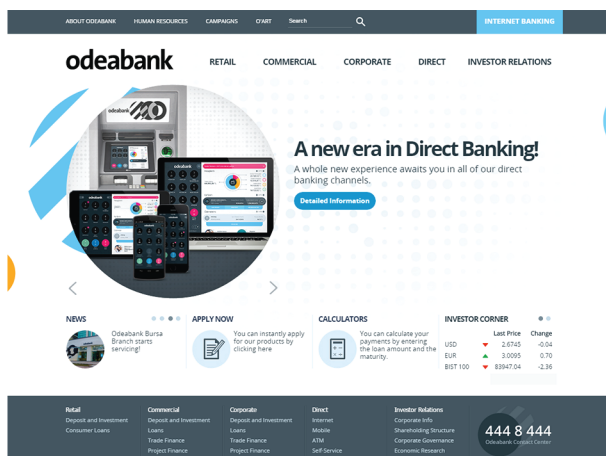 ABOUT ODEABANK HUMAN RESOURCES CAMPAIGNS O'ART Search INTERNET BANKING
odeabank RETAIL COMMERCIAL CORPORATE DIRECT INVESTOR RELATIONS
odeabank
odeabank
A new era in Direct Banking!
A whole new experience awaits you in all of our direct
banking channels.
Detailed Information
NEWS
Odeabank Bursa
Branch starts
servicing!
APPLY NOW
You can instantly apply
for our products by
clicking here
CALCULATORS
You can calculate your
payments by entering
the loan amount and the
maturity.
INVESTOR CORNER
Last Price Change
USD 2.6745 -0.04
EUR 3.0095 0.70
BIST 100 83947.04 -2.36
Retail
Deposit and Investment
Consumer Loans
Commercial
Deposit and Investment
Loans
Trade Finance
Project Finance
Corporate
Deposit and Investment
Loans
Trade Finance
Project Finance
Direct
Internet
Mobile
ATM
Self-Service
Investor Relations
Corporate Info
Shareholding Structure
Corporate Governance
Economic Research
444 8 444
Odeabank Contact Center